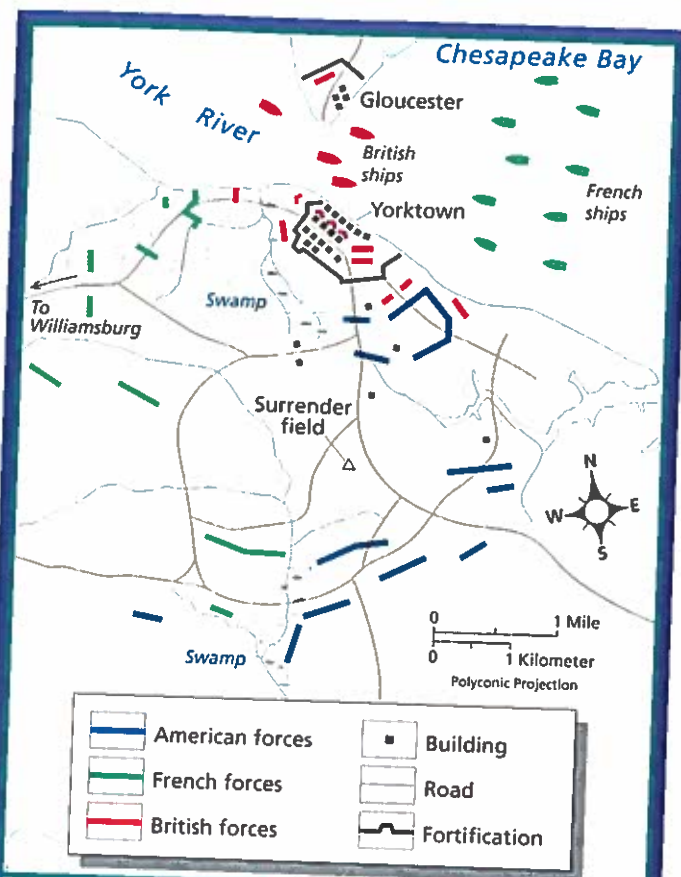 Chesapeake Bay
York
River
Gloucester
British
ships
French
ships
Yorktown
Swamp
To
Williamsburg
Surrender
field
N
W E
S
0 1 Mile
0 1 Kilometer
Polyconic Projection
Swamp
American forces
French forces
British forces
Building
Road
Fortification